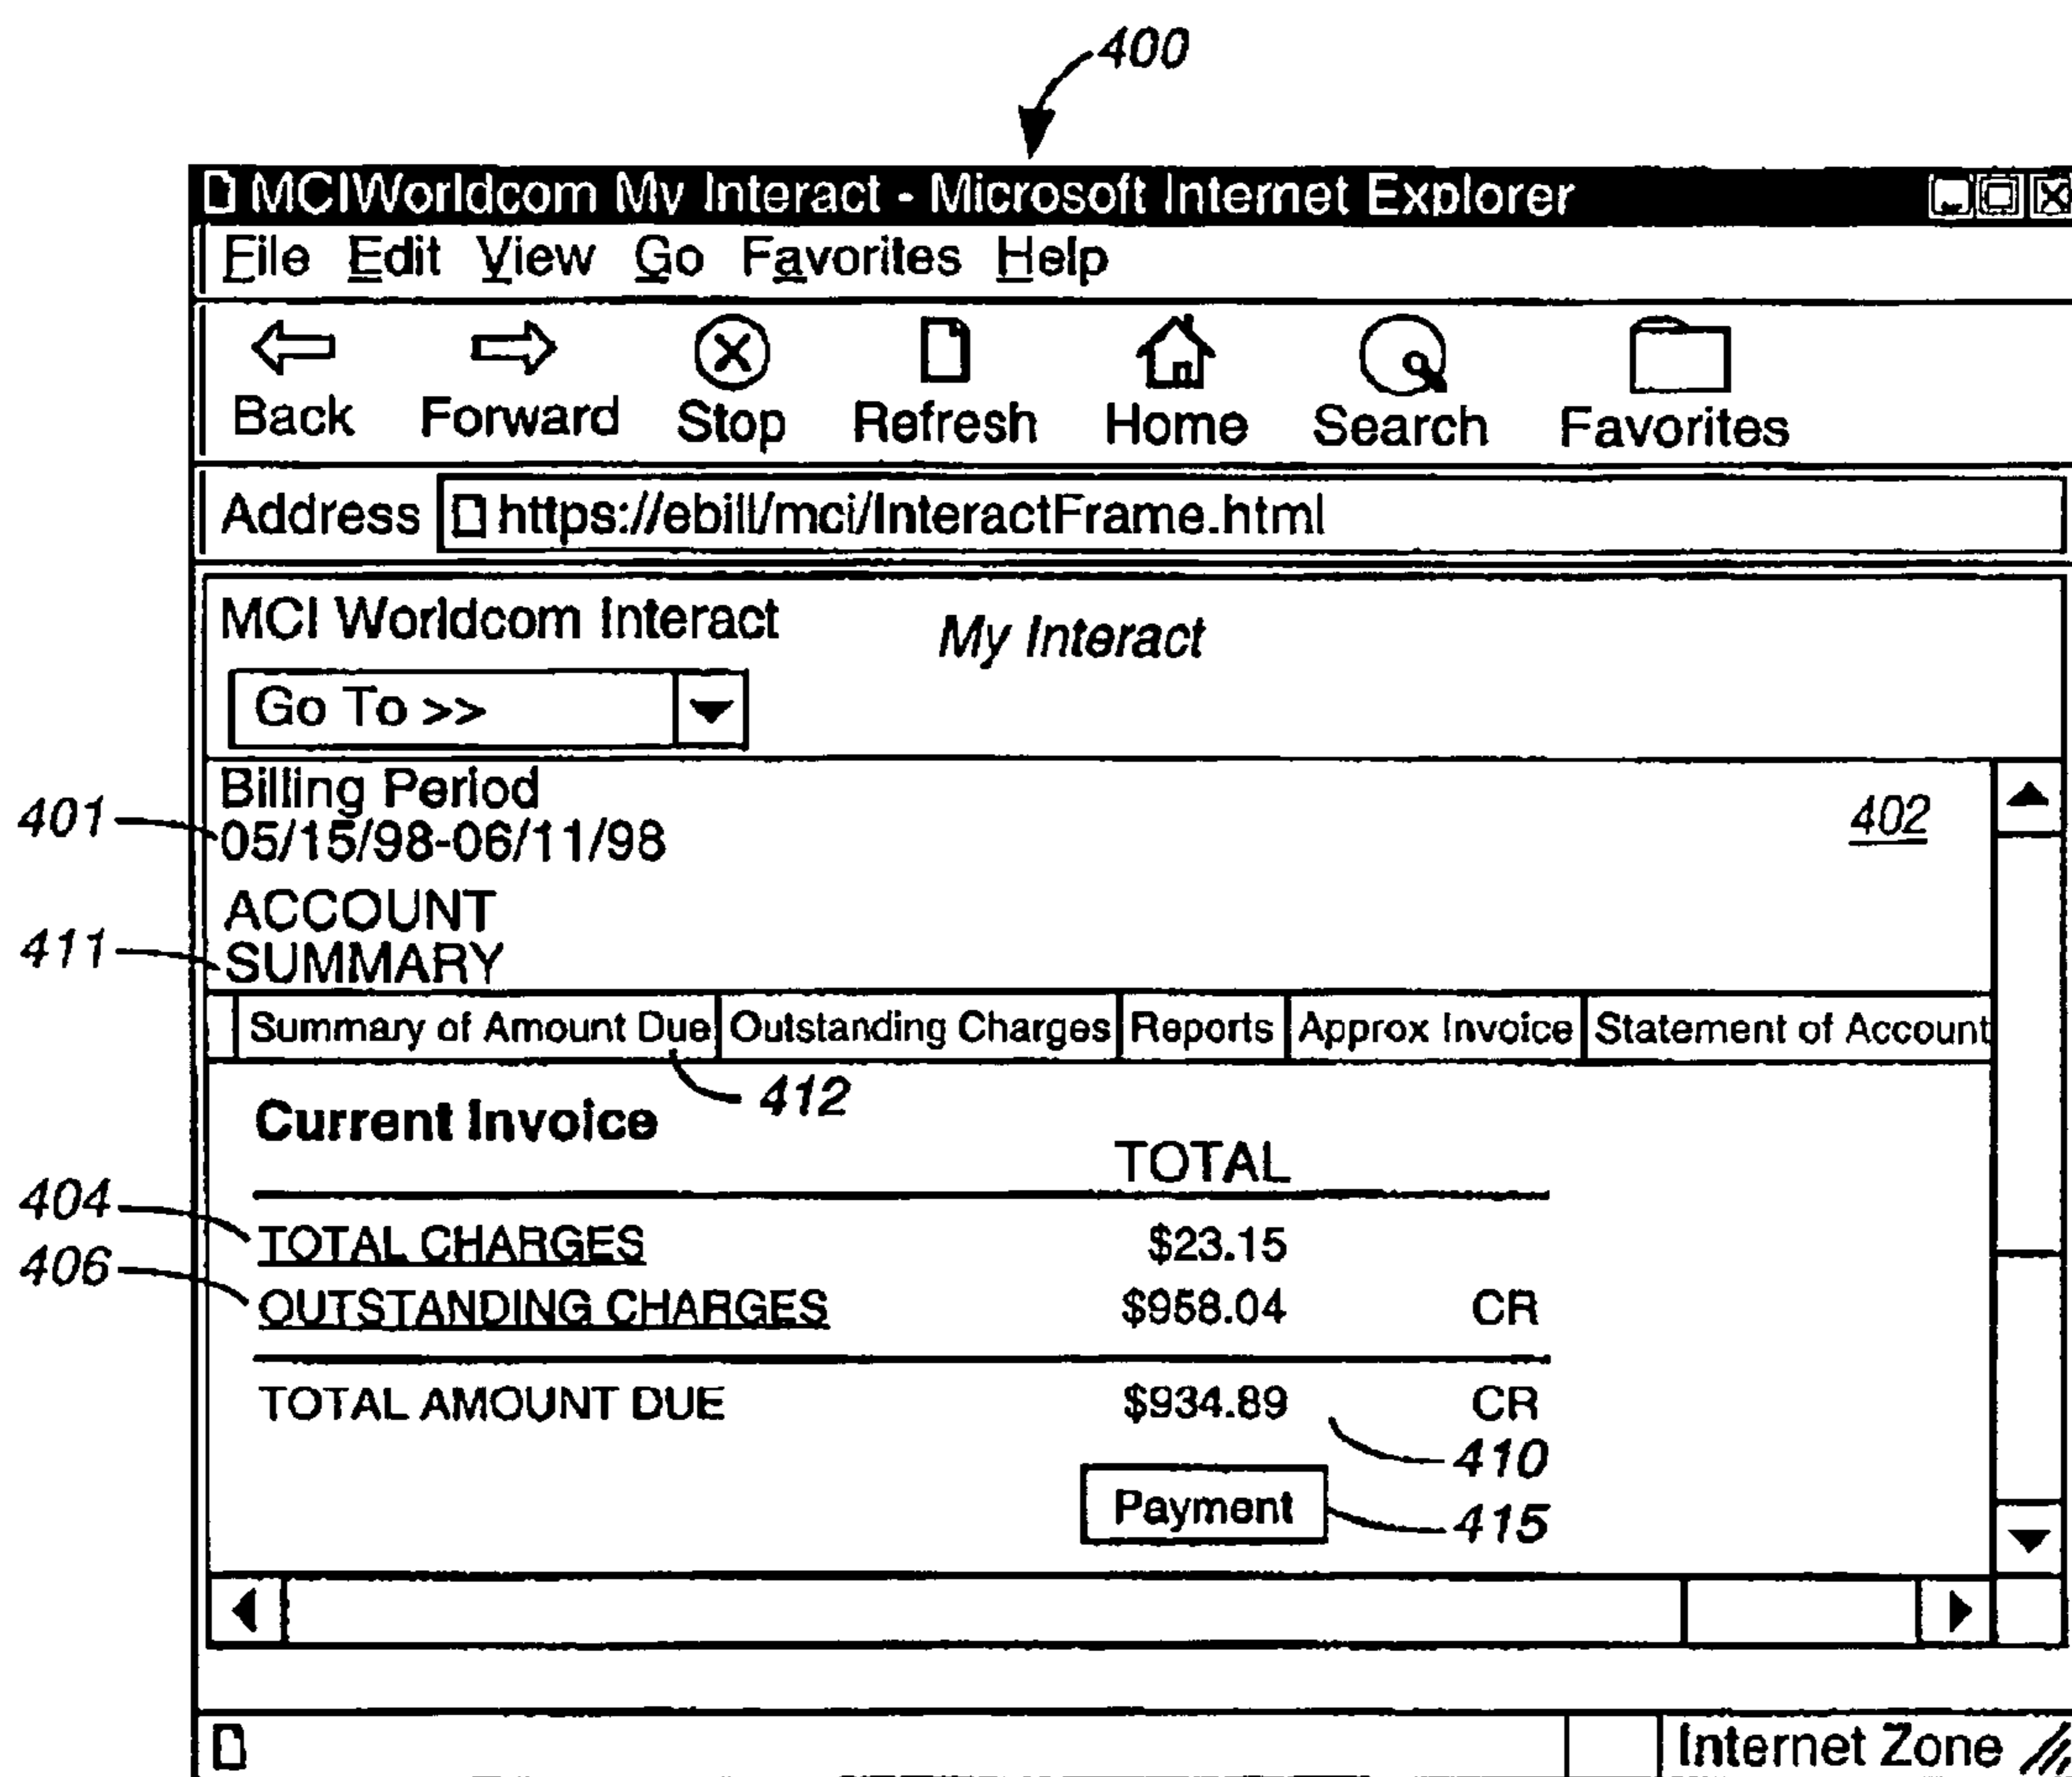 400
MCIWorldcom My Interact - Microsoft Internet Explorer
File Edit View Go Favorites Help
Back Forward Stop Refresh Home Search Favorites
Address https://ebill/mci/InteractFrame.html
MCI Worldcom Interact
My Interact
Go To >>
Billing Period
401
05/15/98-06/11/98
402
ACCOUNT
411
SUMMARY
Summary of Amount Due Outstanding Charges Reports Approx Invoice Statement of Account
412
Current Invoice
TOTAL
404
TOTAL CHARGES $23.15
406
OUTSTANDING CHARGES $958.04 CR
TOTAL AMOUNT DUE $934.89 CR
410
Payment
415
Internet Zone